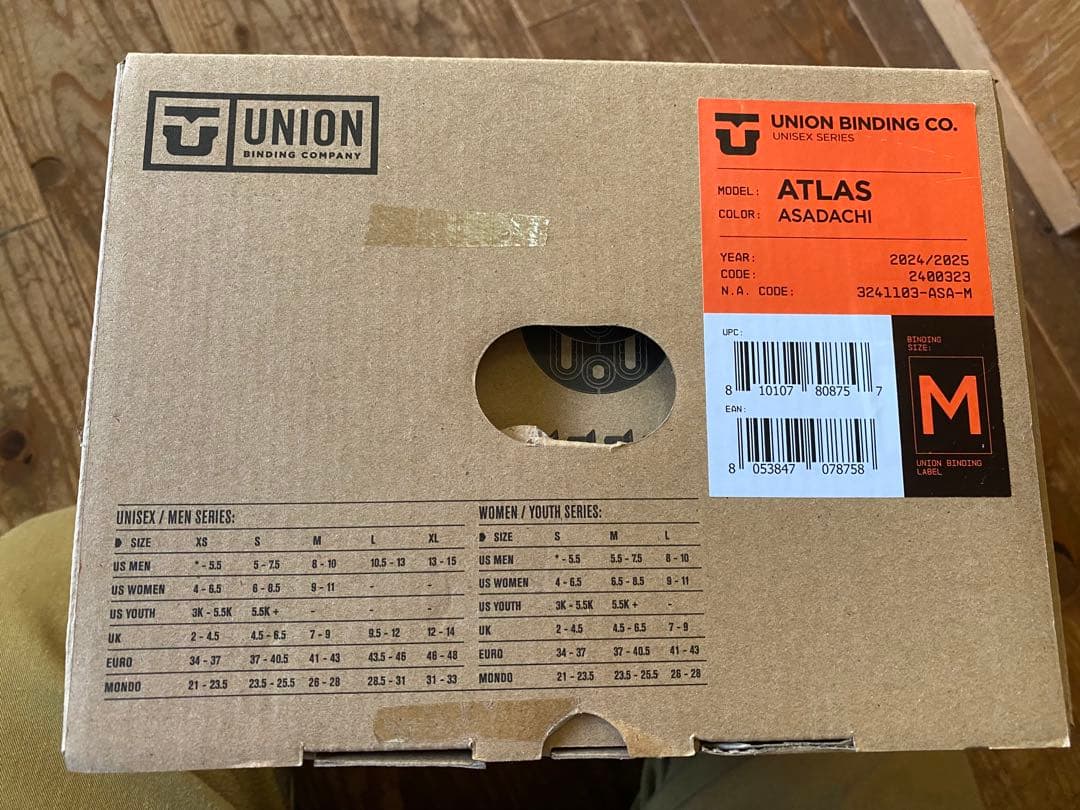 UNION
BINDING COMPANY
UNION BINDING CO.
UNISEX SERIES
MODEL: ATLAS
COLOR: ASADACHI
YEAR: 2024/2025
CODE: 2400323
N.A. CODE: 3241103-ASA-M
UPC:
8 10107 80875 7
EAN:
8 053847 078758
BINDING
SIZE:
M
UNION BINDING
LABEL
UNISEX / MEN SERIES:
SIZE XS S M L XL
US MEN * - 5.5 5 - 7.5 8 - 10 10.5 - 13 13 - 15
US WOMEN 4 - 6.5 6 - 8.5 9 - 11 - -
US YOUTH 3K - 5.5K 5.5K + - - -
UK 2 - 4.5 4.5 - 6.5 7 - 9 9.5 - 12 12 - 14
EURO 34 - 37 37 - 40.5 41 - 43 43.5 - 46 46 - 48
MONDO 21 - 23.5 23.5 - 25.5 26 - 28 28.5 - 31 31 - 33
WOMEN / YOUTH SERIES:
SIZE S M L
US MEN * - 5.5 5.5 - 7.5 8 - 10
US WOMEN 4 - 6.5 6.5 - 8.5 9 - 11
US YOUTH 3K - 5.5K 5.5K + -
UK 2 - 4.5 4.5 - 6.5 7 - 9
EURO 34 - 37 37 - 40.5 41 - 43
MONDO 21 - 23.5 23.5 - 25.5 26 - 28